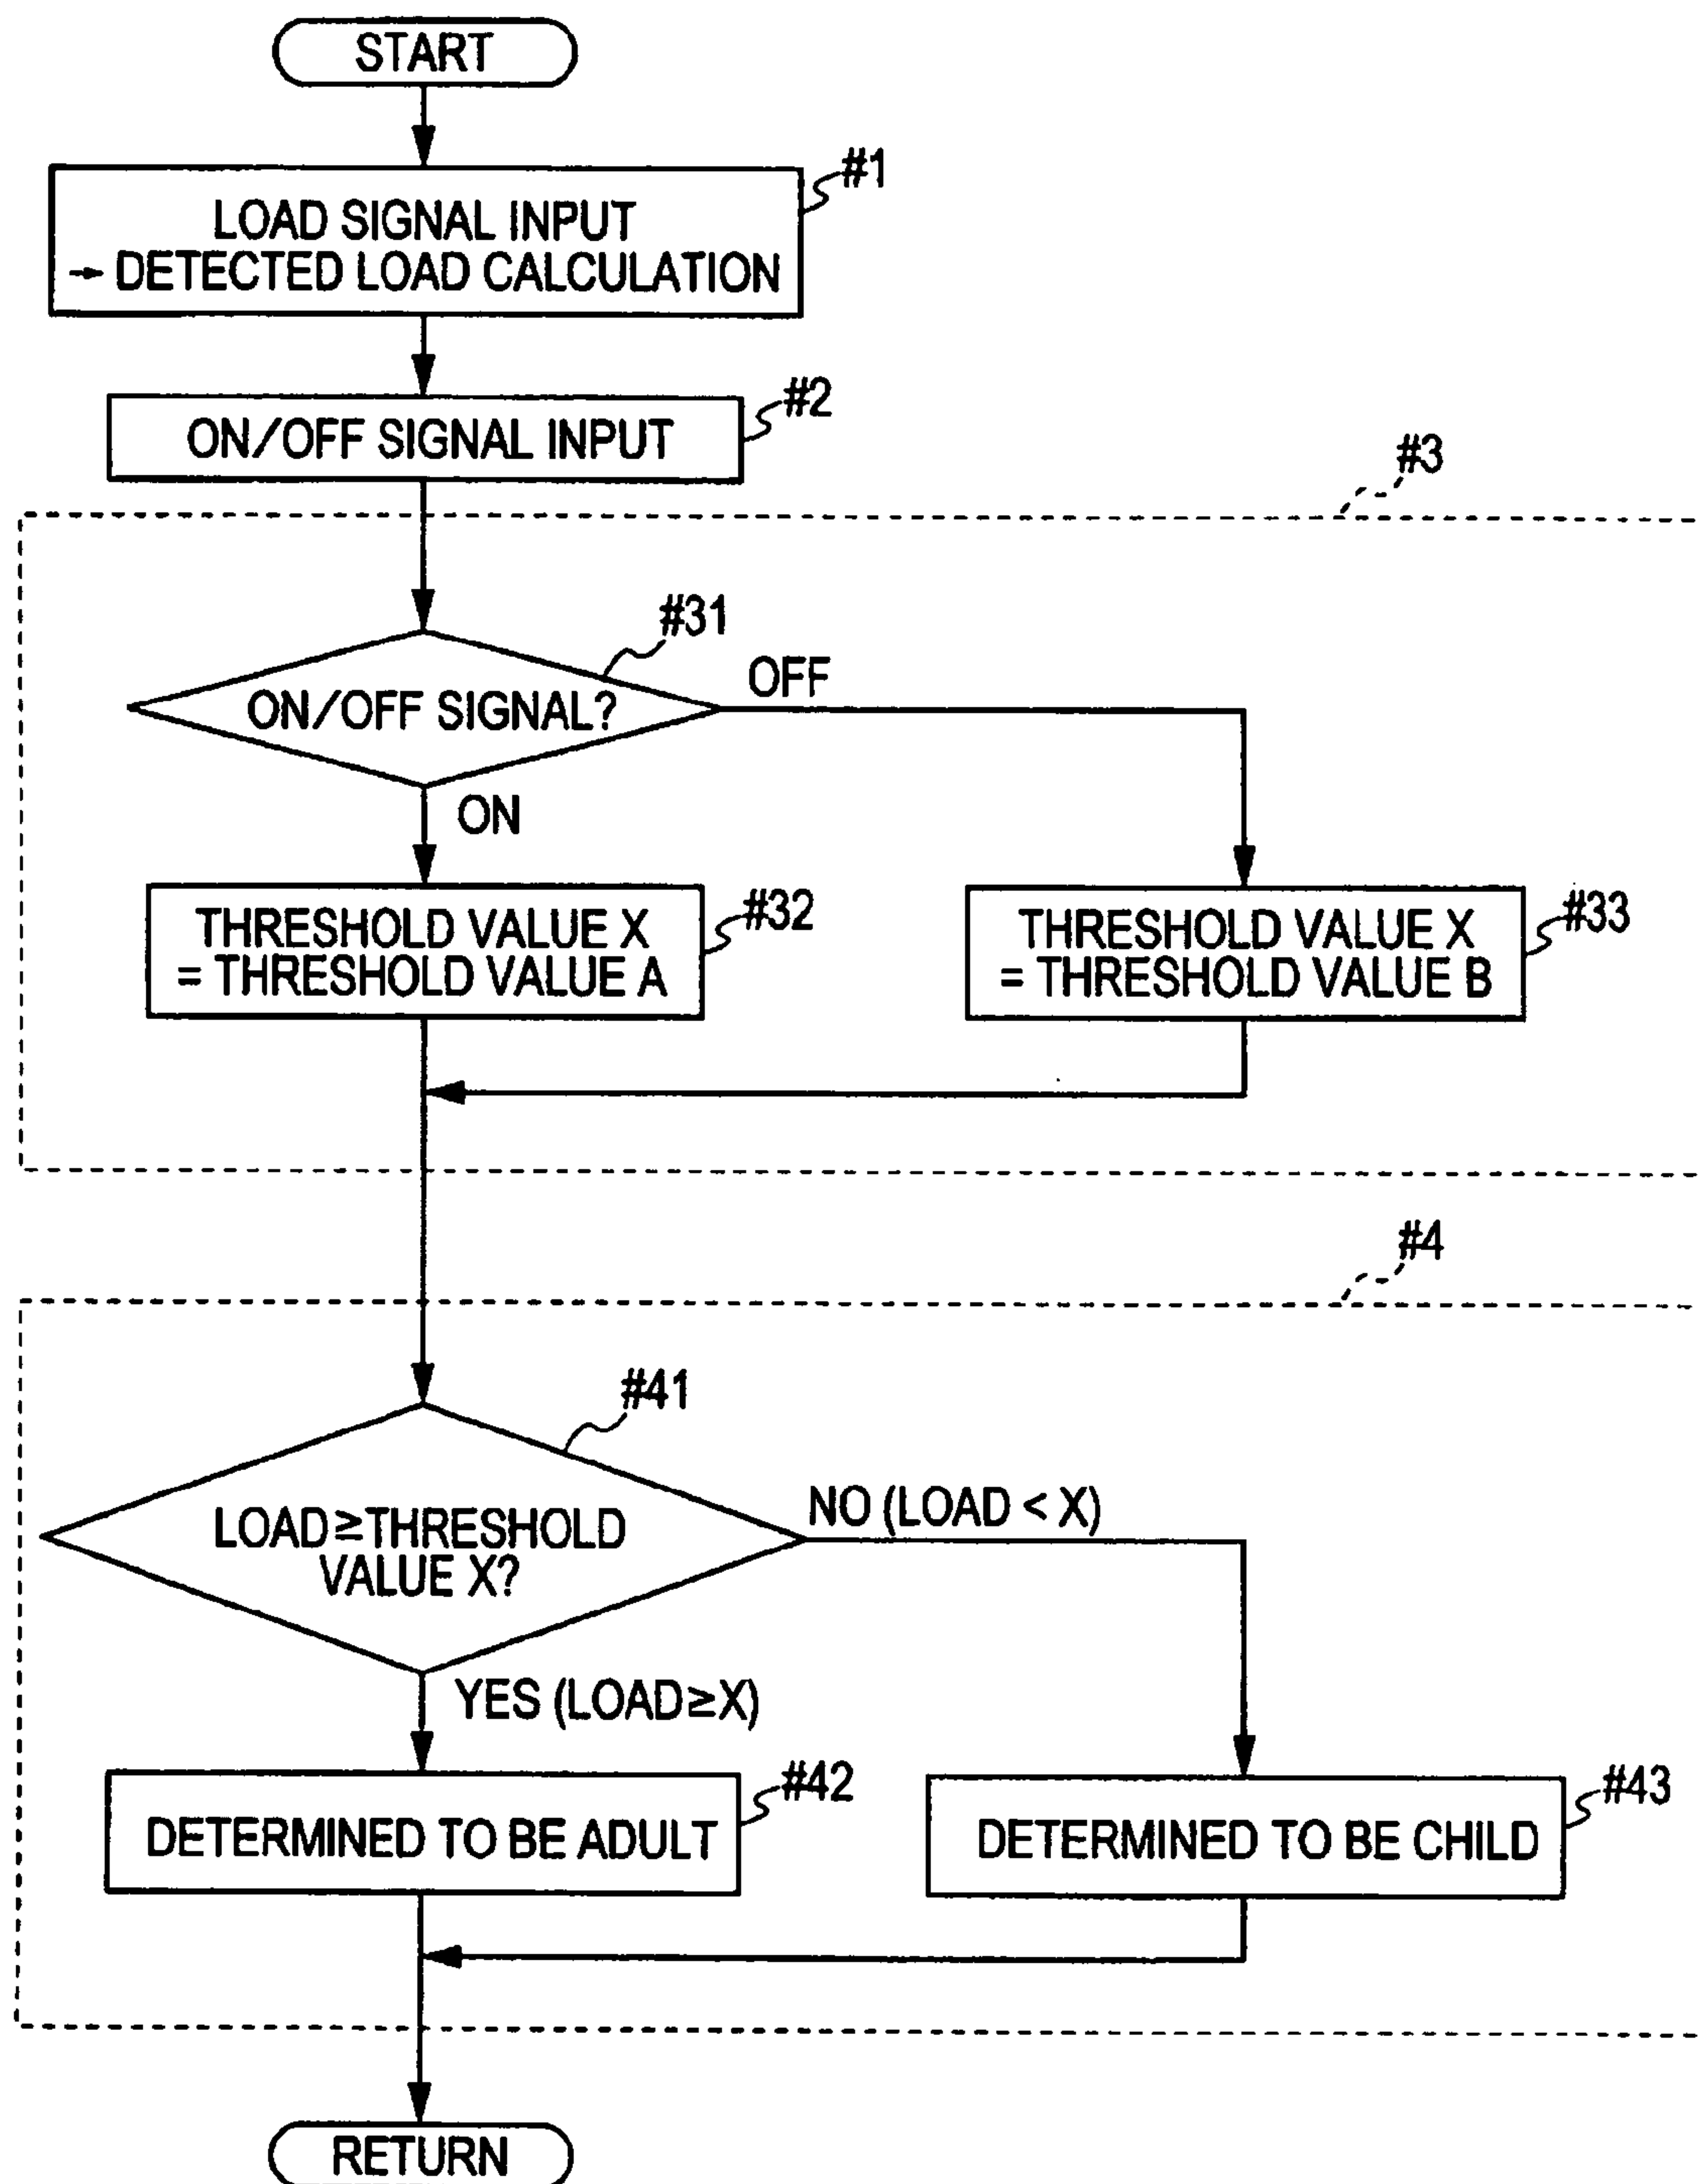 START
#1
LOAD SIGNAL INPUT
→ DETECTED LOAD CALCULATION
#2
ON/OFF SIGNAL INPUT
#3
#31
ON/OFF SIGNAL?
OFF
ON
#32
THRESHOLD VALUE X
= THRESHOLD VALUE A
#33
THRESHOLD VALUE X
= THRESHOLD VALUE B
#4
#41
LOAD≥THRESHOLD
VALUE X?
NO (LOAD < X)
YES (LOAD≥X)
#42
DETERMINED TO BE ADULT
#43
DETERMINED TO BE CHILD
RETURN